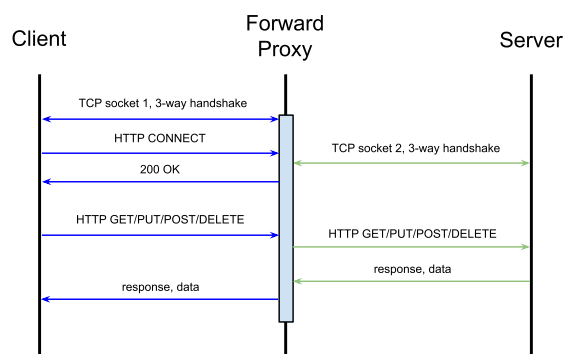 Client
Forward
Proxy
Server
TCP socket 1, 3-way handshake
HTTP CONNECT
TCP socket 2, 3-way handshake
200 OK
HTTP GET/PUT/POST/DELETE
HTTP GET/PUT/POST/DELETE
response, data
response, data